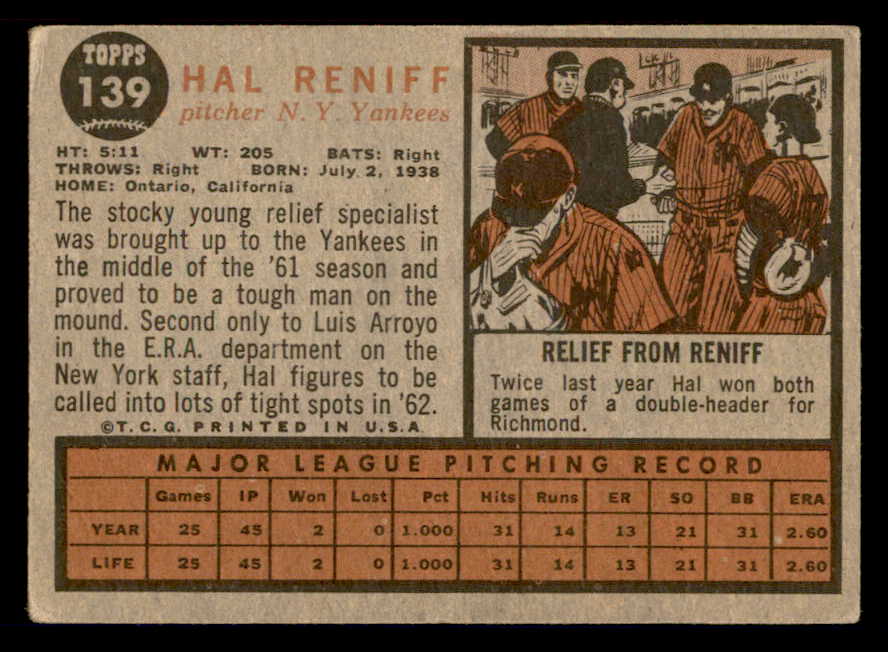 TOPPS
139
HAL RENIFF
pitcher N. Y. Yankees
HT: 5:11 WT: 205 BATS: Right
THROWS: Right BORN: July 2, 1938
HOME: Ontario, California
The stocky young relief specialist
was brought up to the Yankees in
the middle of the '61 season and
proved to be a tough man on the
mound. Second only to Luis Arroyo
in the E.R.A. department on the
New York staff, Hal figures to be
called into lots of tight spots in '62.
©T. C. G. PRINTED IN U.S.A.
RELIEF FROM RENIFF
Twice last year Hal won both
games of a double-header for
Richmond.
MAJOR LEAGUE PITCHING RECORD
Games IP Won Lost Pct Hits Runs ER SO BB ERA
YEAR 25 45 2 0 1.000 31 14 13 21 31 2.60
LIFE 25 45 2 0 1.000 31 14 13 21 31 2.60